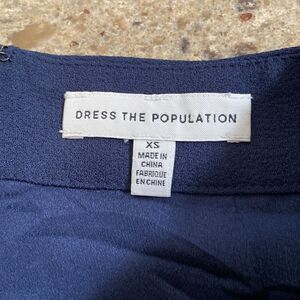 DRESS THE POPULATION
XS
MADE IN
CHINA
FABRIQUE
EN CHINE